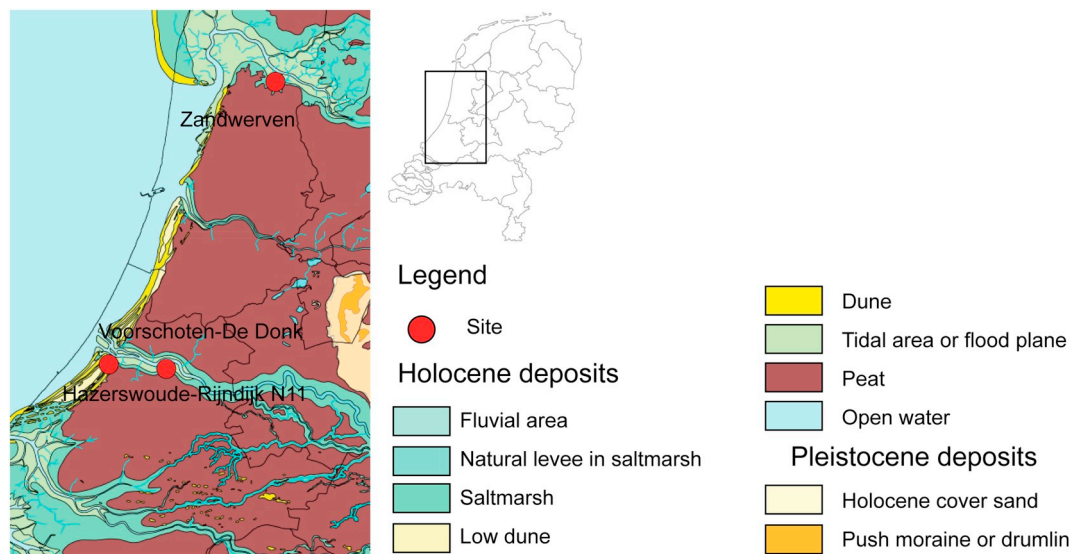 Zandwerven
Voorschoten-De Donk
Hazerswoude-Rijndijk N11
Legend
Site
Holocene deposits
Fluvial area
Natural levee in saltmarsh
Saltmarsh
Low dune
Dune
Tidal area or flood plane
Peat
Open water
Pleistocene deposits
Holocene cover sand
Push moraine or drumlin